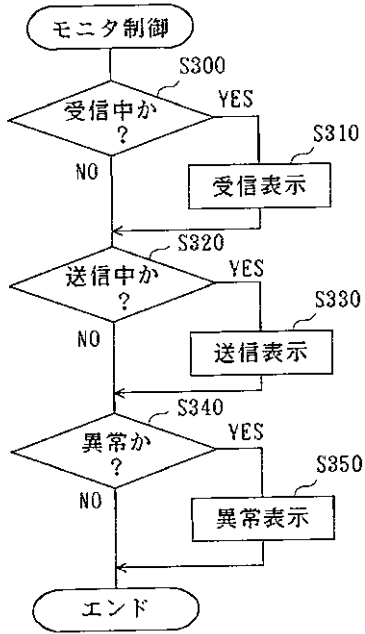 モニタ制御
S300
受信中か
?
YES
NO
S310
受信表示
S320
送信中か
?
YES
NO
S330
送信表示
S340
異常か
?
YES
NO
S350
異常表示
エンド